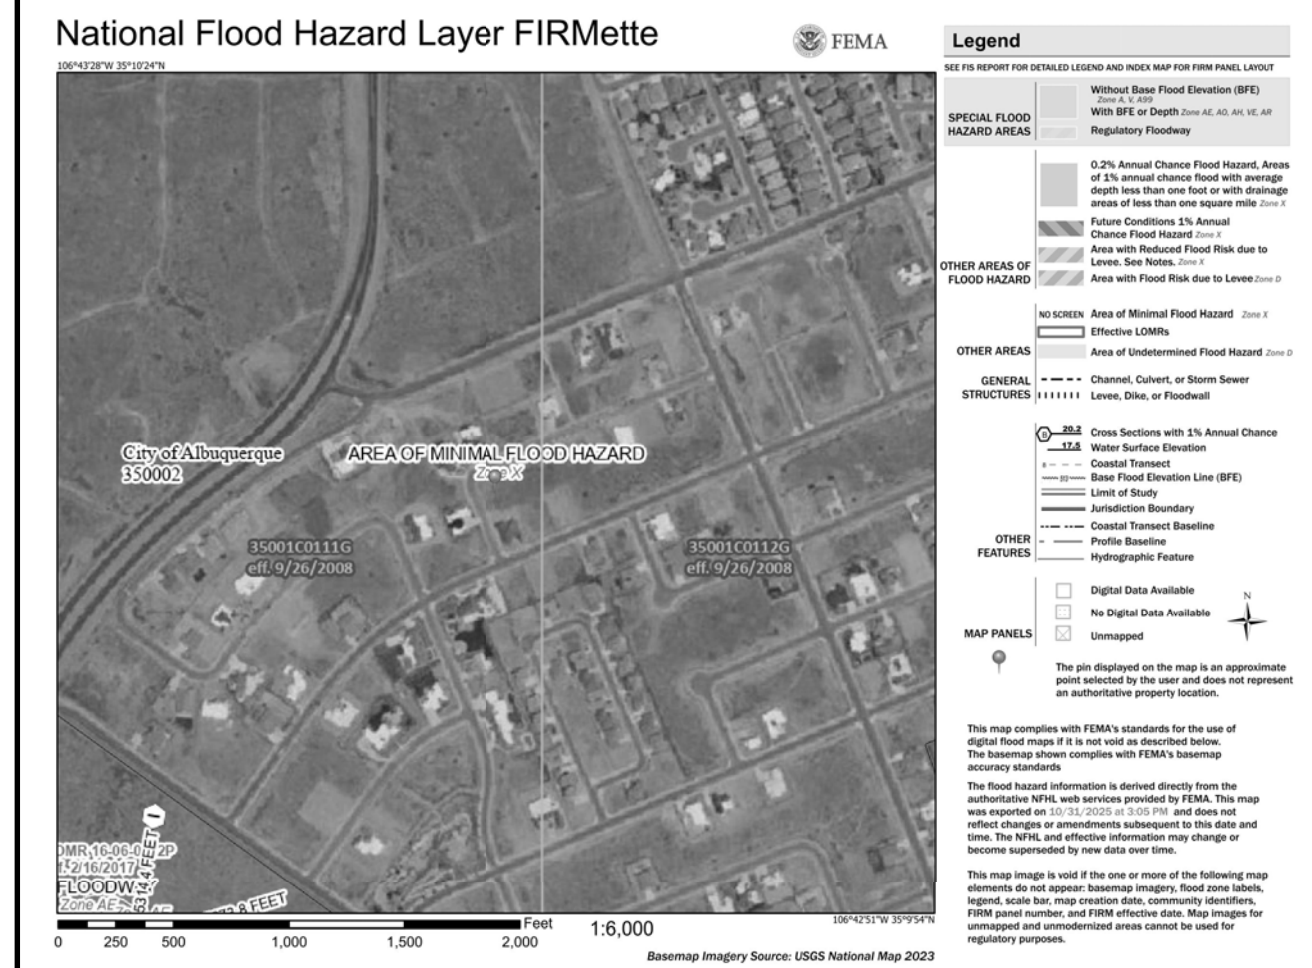 National Flood Hazard Layer FIRMette
FEMA
106°43'28"W 35°10'24"N
City of Albuquerque
350002
AREA OF MINIMAL FLOOD HAZARD
Zone X
35001C0111G
eff. 9/26/2008
35001C0112G
eff. 9/26/2008
2/16/2017
FLOODW
Zone AE
FEET
8 FEET
0 250 500 1,000 1,500 2,000
Feet
1:6,000
106°42'51"W 35°9'54"N
Basemap Imagery Source: USGS National Map 2023
Legend
SEE FIS REPORT FOR DETAILED LEGEND AND INDEX MAP FOR FIRM PANEL LAYOUT
SPECIAL FLOOD
HAZARD AREAS
Without Base Flood Elevation (BFE)
Zone A, V, A99
With BFE or Depth Zone AE, AO, AH, VE, AR
Regulatory Floodway
OTHER AREAS OF
FLOOD HAZARD
0.2% Annual Chance Flood Hazard, Areas
of 1% annual chance flood with average
depth less than one foot or with drainage
areas of less than one square mile Zone X
Future Conditions 1% Annual
Chance Flood Hazard Zone X
Area with Reduced Flood Risk due to
Levee. See Notes. Zone X
Area with Flood Risk due to Levee Zone D
OTHER AREAS
NO SCREEN Area of Minimal Flood Hazard Zone X
Effective LOMRs
Area of Undetermined Flood Hazard Zone D
GENERAL
STRUCTURES
Channel, Culvert, or Storm Sewer
Levee, Dike, or Floodwall
OTHER
FEATURES
B 20.2 Cross Sections with 1% Annual Chance
17.5 Water Surface Elevation
Coastal Transect
Base Flood Elevation Line (BFE)
Limit of Study
Jurisdiction Boundary
Coastal Transect Baseline
Profile Baseline
Hydrographic Feature
MAP PANELS
Digital Data Available
No Digital Data Available
Unmapped
N
The pin displayed on the map is an approximate
point selected by the user and does not represent
an authoritative property location.
This map complies with FEMA's standards for the use of
digital flood maps if it is not void as described below.
The basemap shown complies with FEMA's basemap
accuracy standards
The flood hazard information is derived directly from the
authoritative NFHL web services provided by FEMA. This map
was exported on 10/31/2025 at 3:05 PM and does not
reflect changes or amendments subsequent to this date and
time. The NFHL and effective information may change or
become superseded by new data over time.
This map image is void if the one or more of the following map
elements do not appear: basemap imagery, flood zone labels,
legend, scale bar, map creation date, community identifiers,
FIRM panel number, and FIRM effective date. Map images for
unmapped and unmodernized areas cannot be used for
regulatory purposes.